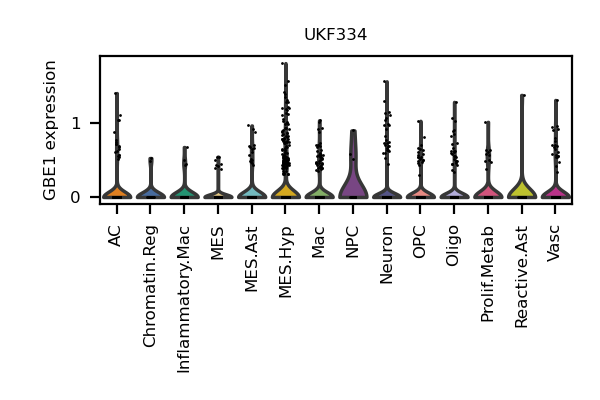 UKF334
GBE1 expression
1
0
AC
Chromatin.Reg
Inflammatory.Mac
MES
MES.Ast
MES.Hyp
Mac
NPC
Neuron
OPC
Oligo
Prolif.Metab
Reactive.Ast
Vasc